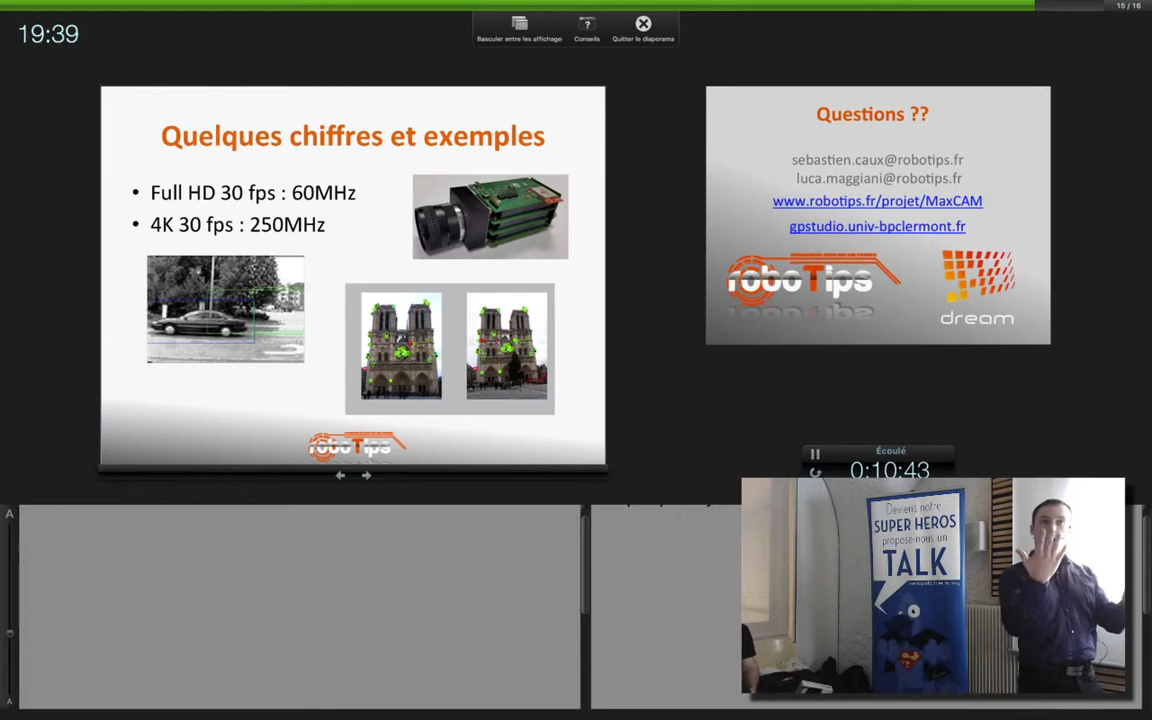 15 / 16
19:39
Basculer entre les affichages
Conseils
Quitter le diaporama
Quelques chiffres et exemples
• Full HD 30 fps : 60MHz
• 4K 30 fps : 250MHz
roboTips
Questions ??
sebastien.caux@robotips.fr
luca.maggiani@robotips.fr
www.robotips.fr/projet/MaxCAM
gpstudio.univ-bpclermont.fr
roboTips
dream
Écoulé
0:10:43
A
A
Deviens notre
SUPER HEROS
propose-nous un
TALK